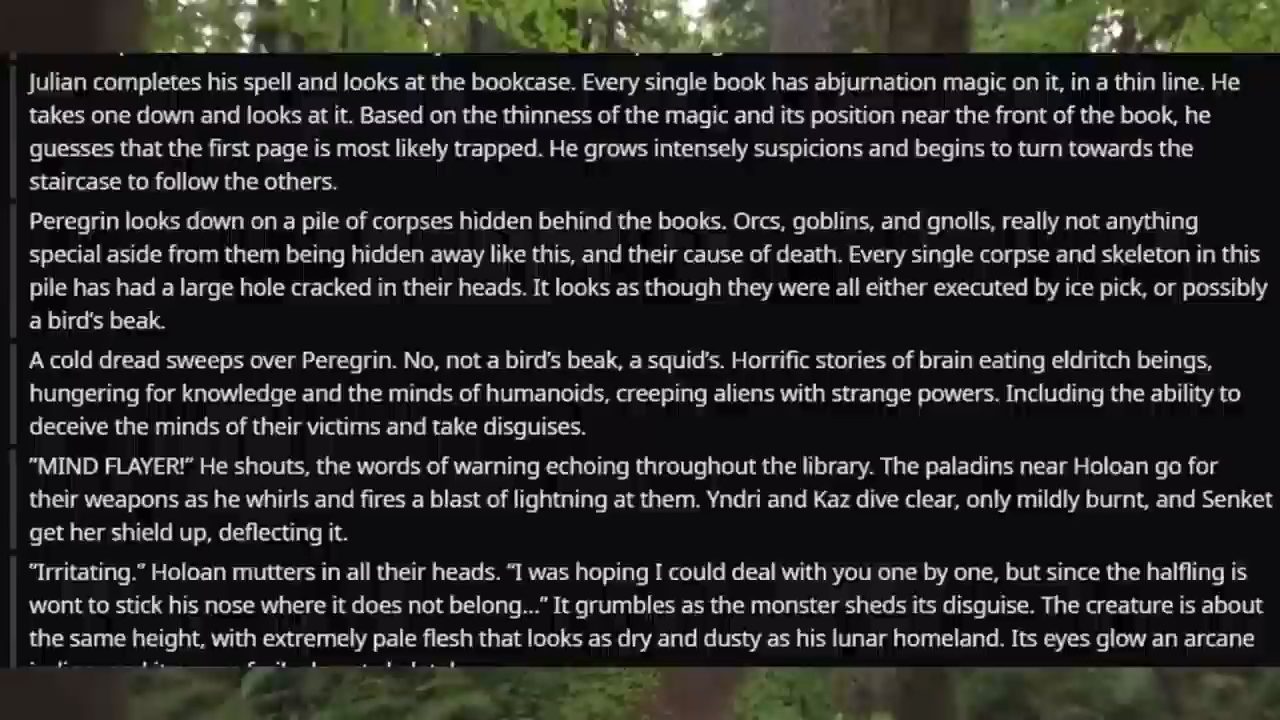 Julian completes his spell and looks at the bookcase. Every single book has abjurnation magic on it, in a thin line. He
takes one down and looks at it. Based on the thinness of the magic and its position near the front of the book, he
guesses that the first page is most likely trapped. He grows intensely suspicions and begins to turn towards the
staircase to follow the others.
Peregrin looks down on a pile of corpses hidden behind the books. Orcs, goblins, and gnolls, really not anything
special aside from them being hidden away like this, and their cause of death. Every single corpse and skeleton in this
pile has had a large hole cracked in their heads. It looks as though they were all either executed by ice pick, or possibly
a bird’s beak.
A cold dread sweeps over Peregrin. No, not a bird’s beak, a squid’s. Horrific stories of brain eating eldritch beings,
hungering for knowledge and the minds of humanoids, creeping aliens with strange powers. Including the ability to
deceive the minds of their victims and take disguises.
“MIND FLAYER!” He shouts, the words of warning echoing throughout the library. The paladins near Holoan go for
their weapons as he whirls and fires a blast of lightning at them. Yndri and Kaz dive clear, only mildly burnt, and Senket
get her shield up, deflecting it.
“Irritating.” Holoan mutters in all their heads. “I was hoping I could deal with you one by one, but since the halfling is
wont to stick his nose where it does not belong…” It grumbles as the monster sheds its disguise. The creature is about
the same height, with extremely pale flesh that looks as dry and dusty as his lunar homeland. Its eyes glow an arcane